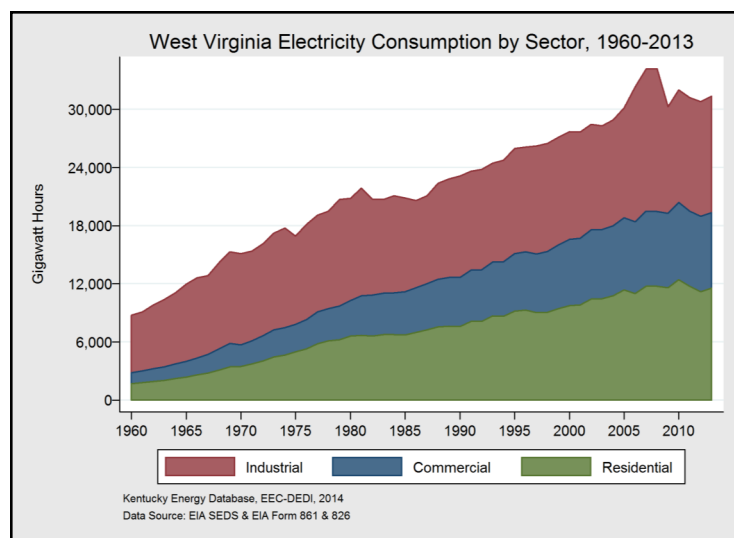 West Virginia Electricity Consumption by Sector, 1960-2013
Gigawatt Hours
30,000
24,000
18,000
12,000
6,000
0
1960 1965 1970 1975 1980 1985 1990 1995 2000 2005 2010
Industrial Commercial Residential
Kentucky Energy Database, EEC-DEDI, 2014
Data Source: EIA SEDS & EIA Form 861 & 826